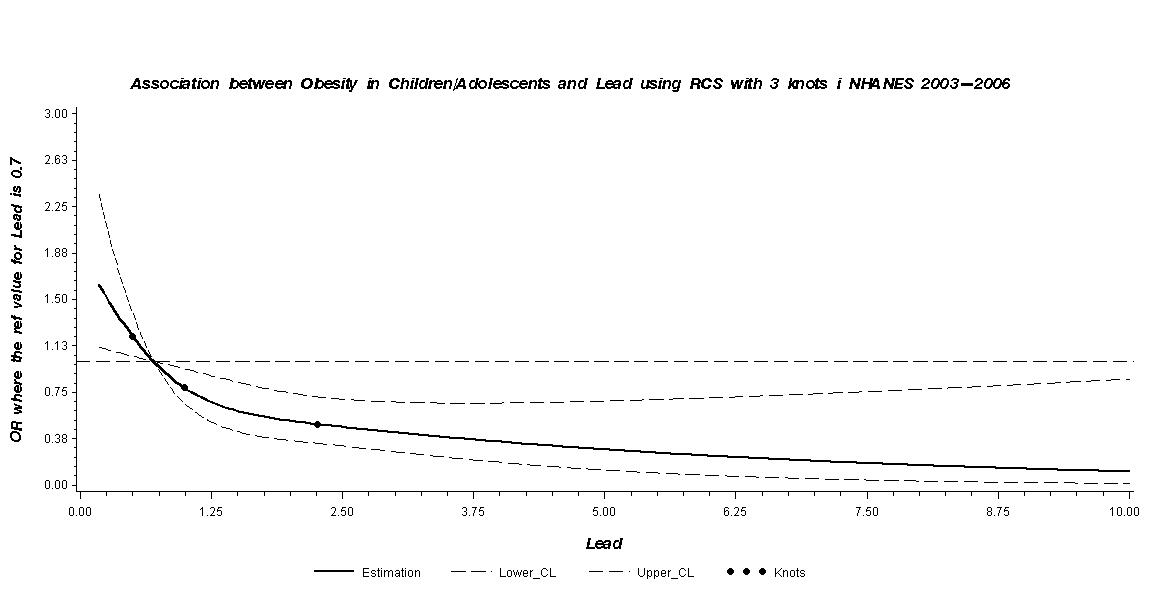 Association between Obesity in Children/Adolescents and Lead using RCS with 3 knots i NHANES 2003—2006
OR where the ref value for Lead is 0.7
3.00
2.63
2.25
1.88
1.50
1.13
0.75
0.38
0.00
0.00 1.25 2.50 3.75 5.00 6.25 7.50 8.75 10.00
Lead
Estimation Lower_CL Upper_CL Knots